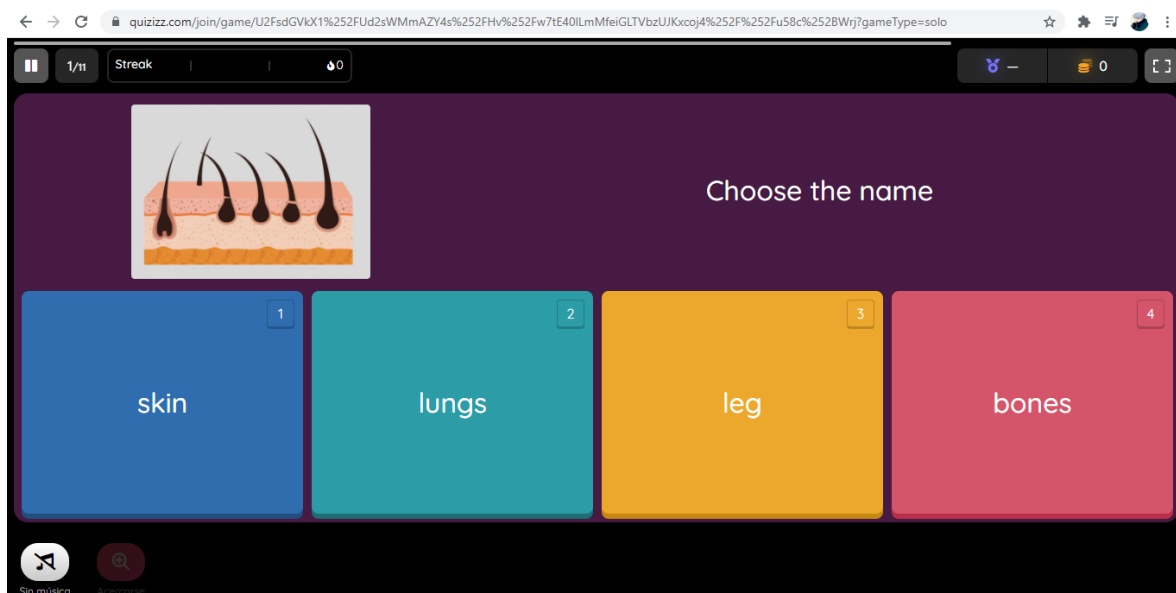 quizizz.com/join/game/U2FsdGVkX1%252FUd2sWMmAZY4s%252FHv%252Fw7tE40ILmMfeiGLTVbzUJKxcoj4%252F%252Fu58c%252BWrj?gameType=solo
1/11
Streak
0
—
0
Choose the name
1
skin
2
lungs
3
leg
4
bones
Sin música
Acercarse